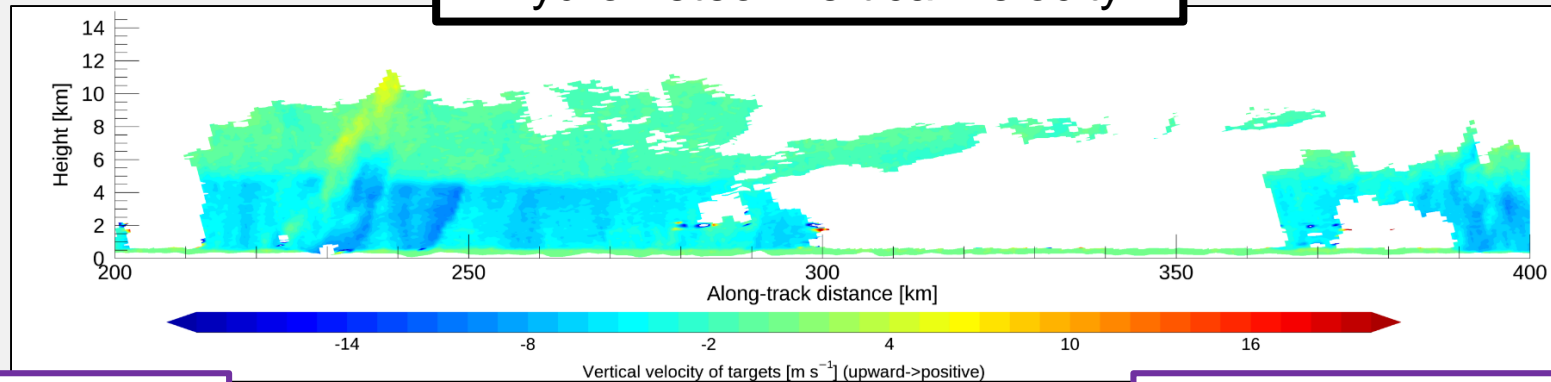 14
12
10
8
6
4
2
0
Height [km]
200 250 300 350 400
Along-track distance [km]
-14 -8 -2 4 10 16
Vertical velocity of targets [m s⁻¹] (upward->positive)